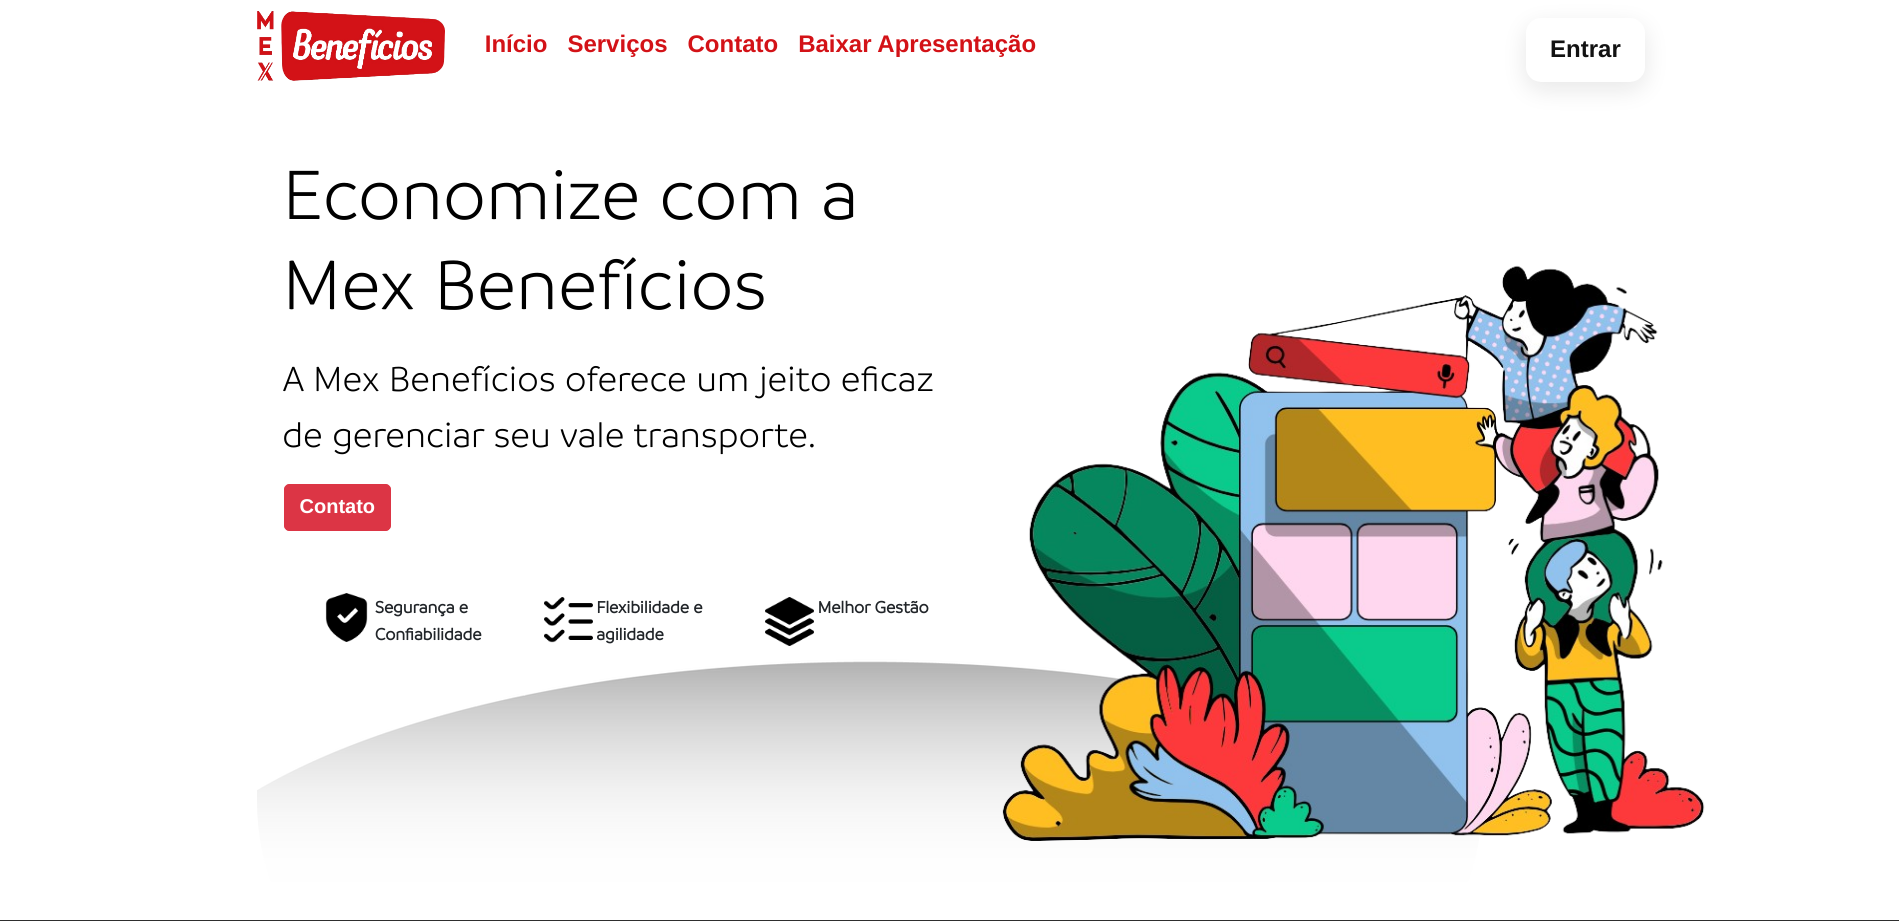 MEX
Benefícios
Início Serviços Contato Baixar Apresentação
Entrar
Economize com a
Mex Benefícios
A Mex Benefícios oferece um jeito eficaz
de gerenciar seu vale transporte.
Contato
Segurança e
Confiabilidade
Flexibilidade e
agilidade
Melhor Gestão